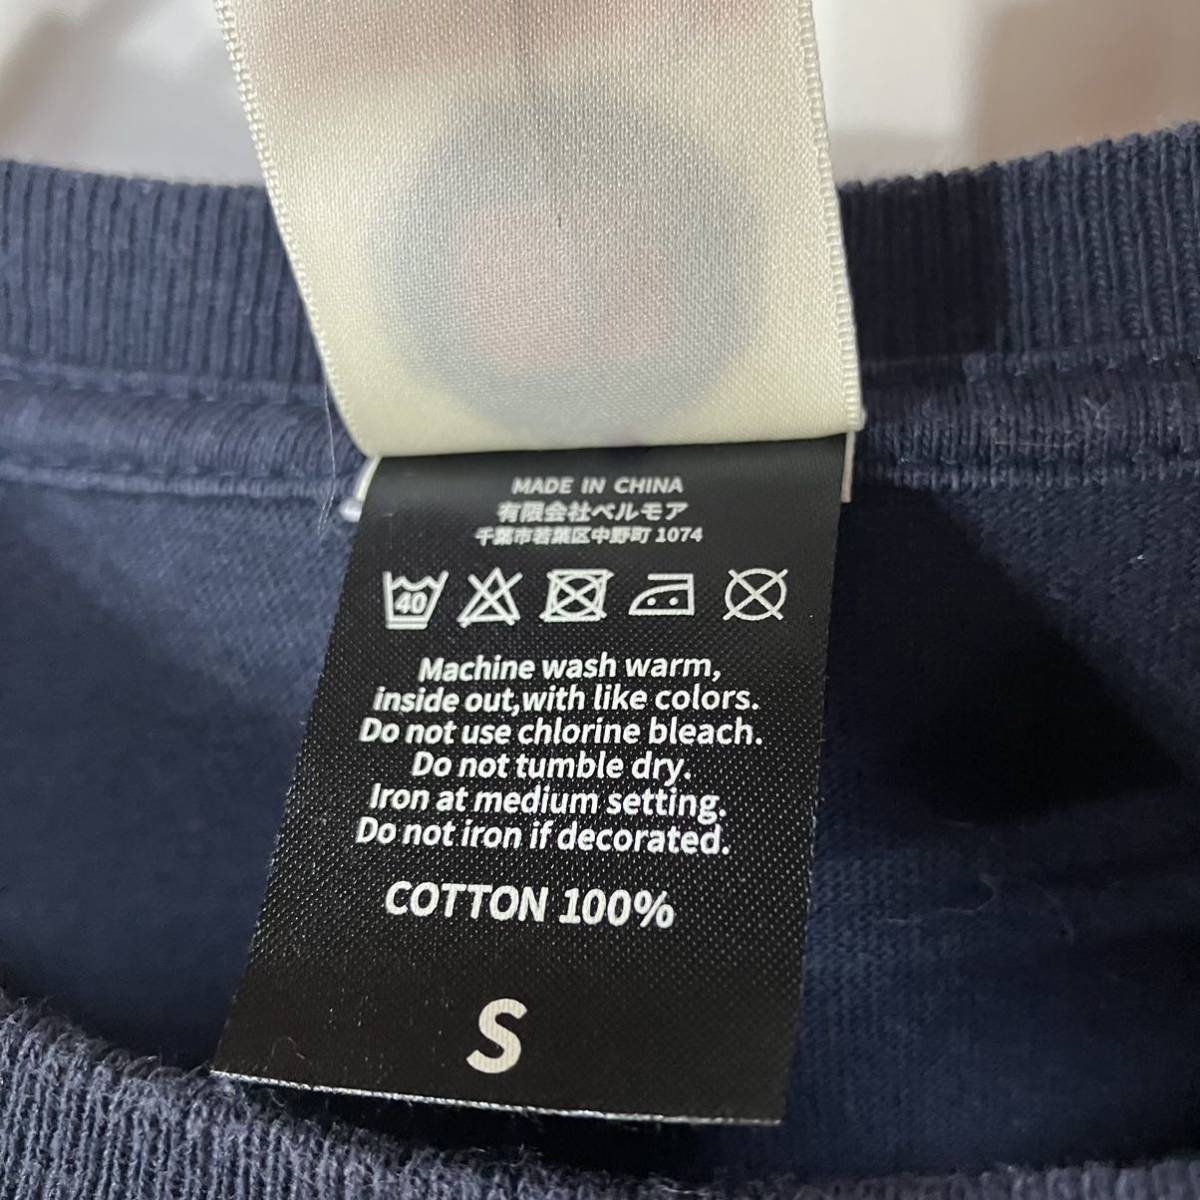 MADE IN CHINA
有限会社ベルモア
千葉市若葉区中野町 1074
40
Machine wash warm,
inside out,with like colors.
Do not use chlorine bleach.
Do not tumble dry.
Iron at medium setting.
Do not iron if decorated.
COTTON 100%
S